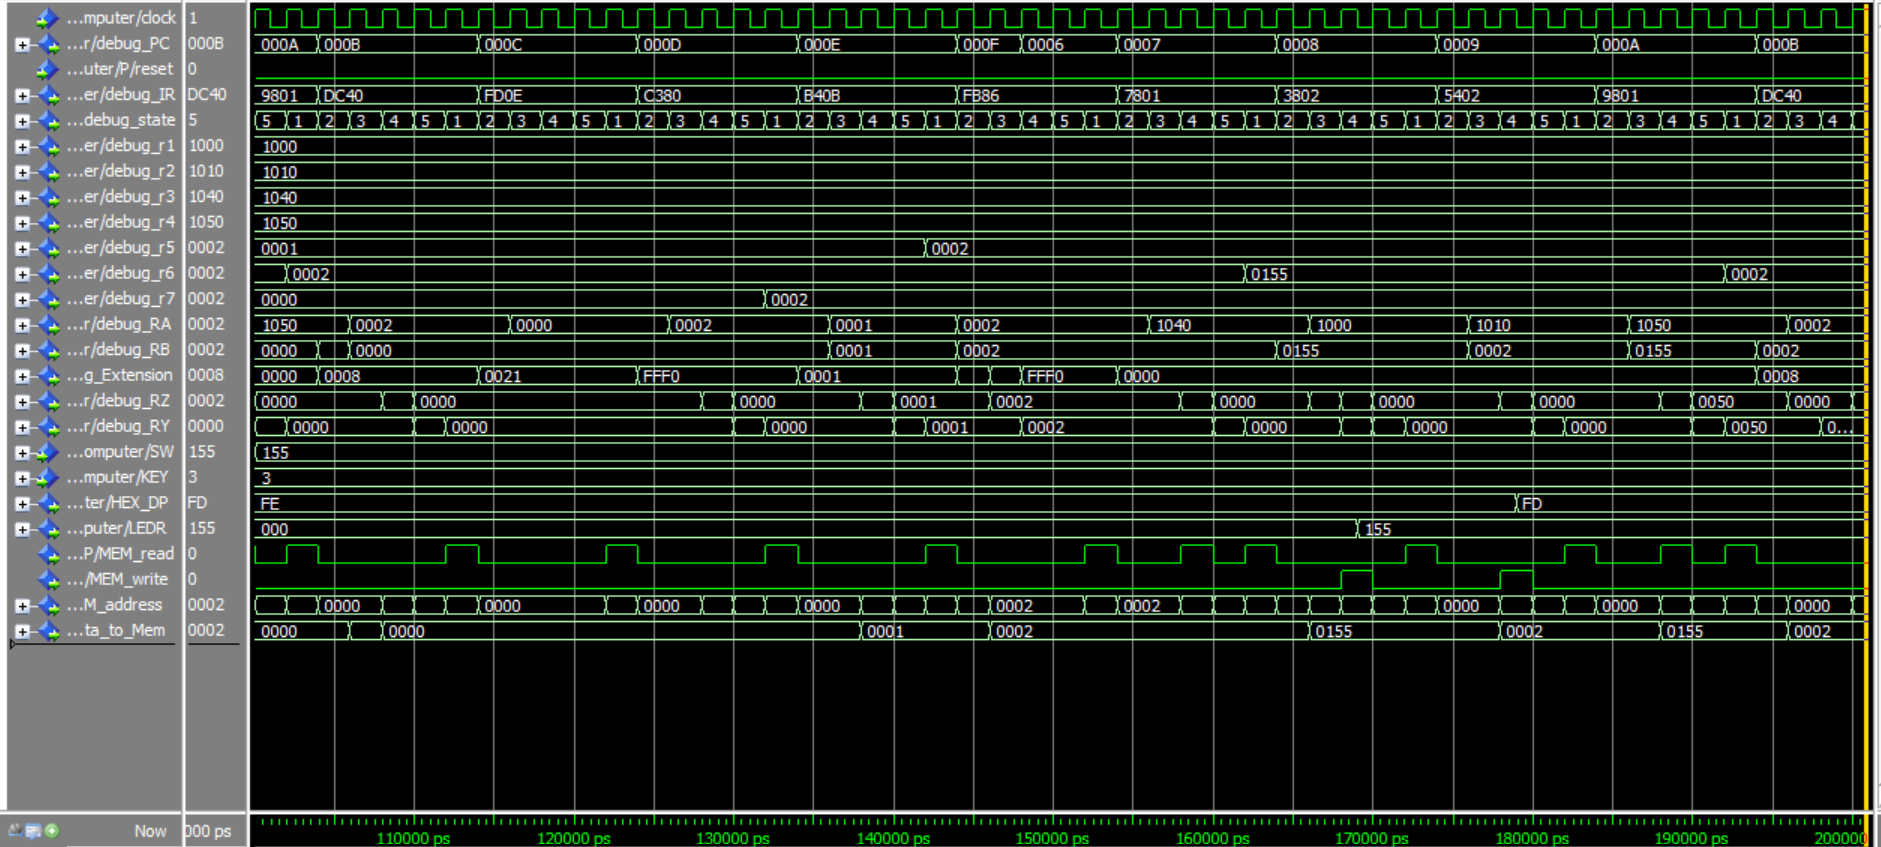 ...mputer/clock 1
...r/debug_PC 000B 000A 000B 000C 000D 000E 000F 0006 0007 0008 0009 000A 000B
...uter/P/reset 0
...er/debug_IR DC40 9801 DC40 FD0E C380 B40B FB86 7801 3802 5402 9801 DC40
...debug_state 5 5 1 2 3 4 5 1 2 3 4 5 1 2 3 4 5 1 2 3 4 5 1 2 3 4 5 1 2 3 4 5 1 2 3 4 5 1 2 3 4 5 1 2 3 4 5 1 2 3 4
...er/debug_r1 1000 1000
...er/debug_r2 1010 1010
...er/debug_r3 1040 1040
...er/debug_r4 1050 1050
...er/debug_r5 0002 0001 0002
...er/debug_r6 0002 0002 0155 0002
...er/debug_r7 0002 0000 0002
...r/debug_RA 0002 1050 0002 0000 0002 0001 0002 1040 1000 1010 1050 0002
...r/debug_RB 0002 0000 0000 0001 0002 0155 0002 0155 0002
...g_Extension 0008 0000 0008 0021 FFF0 0001 FFF0 0000 0008
...r/debug_RZ 0002 0000 0000 0000 0001 0002 0000 0000 0000 0050 0000
...r/debug_RY 0000 0000 0000 0000 0001 0002 0000 0000 0000 0050 0...
...omputer/SW 155 155
...mputer/KEY 3 3
...ter/HEX_DP FD FE FD
...puter/LEDR 155 000 155
...P/MEM_read 0
.../MEM_write 0
...M_address 0002 0000 0000 0000 0000 0002 0002 0000 0000 0000
...ta_to_Mem 0002 0000 0000 0001 0002 0155 0002 0155 0002
Now 000 ps 110000 ps 120000 ps 130000 ps 140000 ps 150000 ps 160000 ps 170000 ps 180000 ps 190000 ps 200000